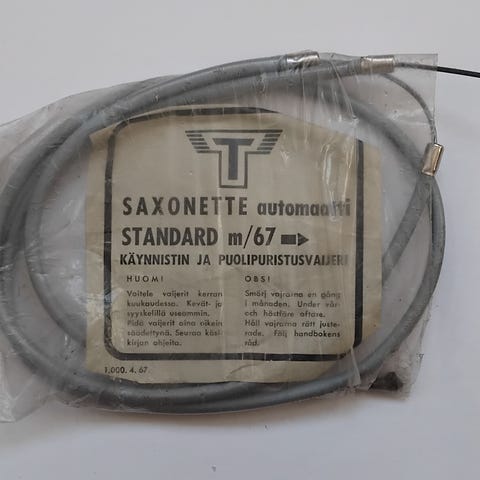 T
SAXONETTE automaatti
STANDARD m/67
KÄYNNISTIN JA PUOLIPURISTUSVAIJERI
HUOM!
Voitele vaijerit kerran
kuukaudessa. Kevät- ja
syyskelillä useammin.
Pidä vaijerit aina oikein
säädettynä. Seuraa käsi-
kirjan ohjeita.
OBS!
Smörj vajrarna en gång
i månaden. Under vår-
och höstföre oftare.
Håll vajrarna rätt juste-
rade. Följ handbokens
råd.
1.000. 4. 67.